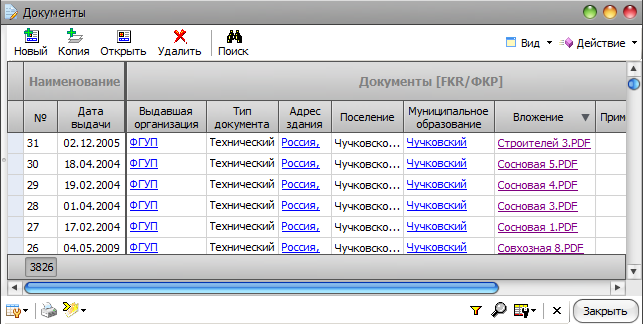 Документы
Новый Копия Открыть Удалить Поиск Вид Действие
Наименование Документы [FKR/ФКР]
№ Дата выдачи Выдавшая организация Тип документа Адрес здания Поселение Муниципальное образование Вложение Прим
31 02.12.2005 ФГУП Технический Россия, Чучковско... Чучковский Строителей 3.PDF
30 18.04.2004 ФГУП Технический Россия, Чучковско... Чучковский Сосновая 5.PDF
29 19.02.2004 ФГУП Технический Россия, Чучковско... Чучковский Сосновая 4.PDF
28 01.04.2004 ФГУП Технический Россия, Чучковско... Чучковский Сосновая 3.PDF
27 17.02.2004 ФГУП Технический Россия, Чучковско... Чучковский Сосновая 1.PDF
26 04.05.2009 ФГУП Технический Россия, Чучковско... Чучковский Совхозная 8.PDF
3826
Закрыть